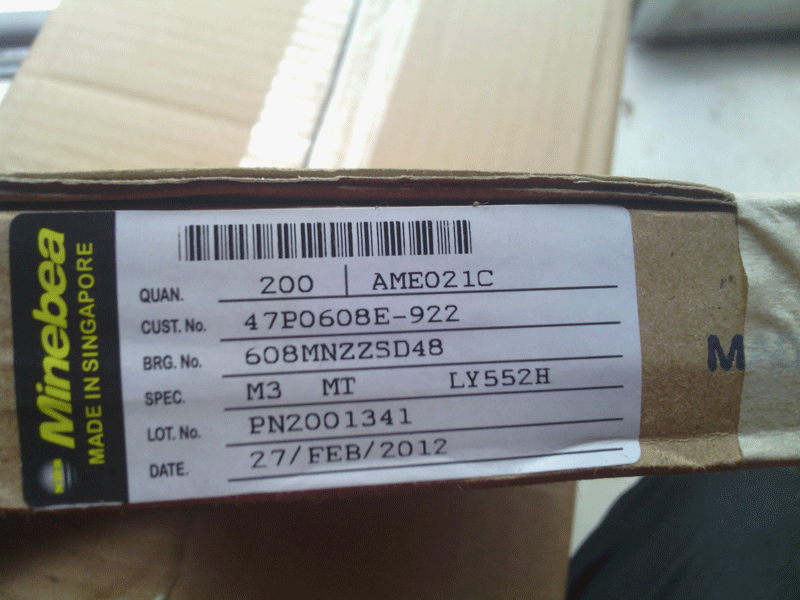 Minebea
MADE IN SINGAPORE
QUAN. 200 AME021C
CUST. No. 47P0608E-922
BRG. No. 608MNZZSD48
SPEC. M3 MT LY552H
LOT. No. PN2001341
DATE. 27/FEB/2012
M